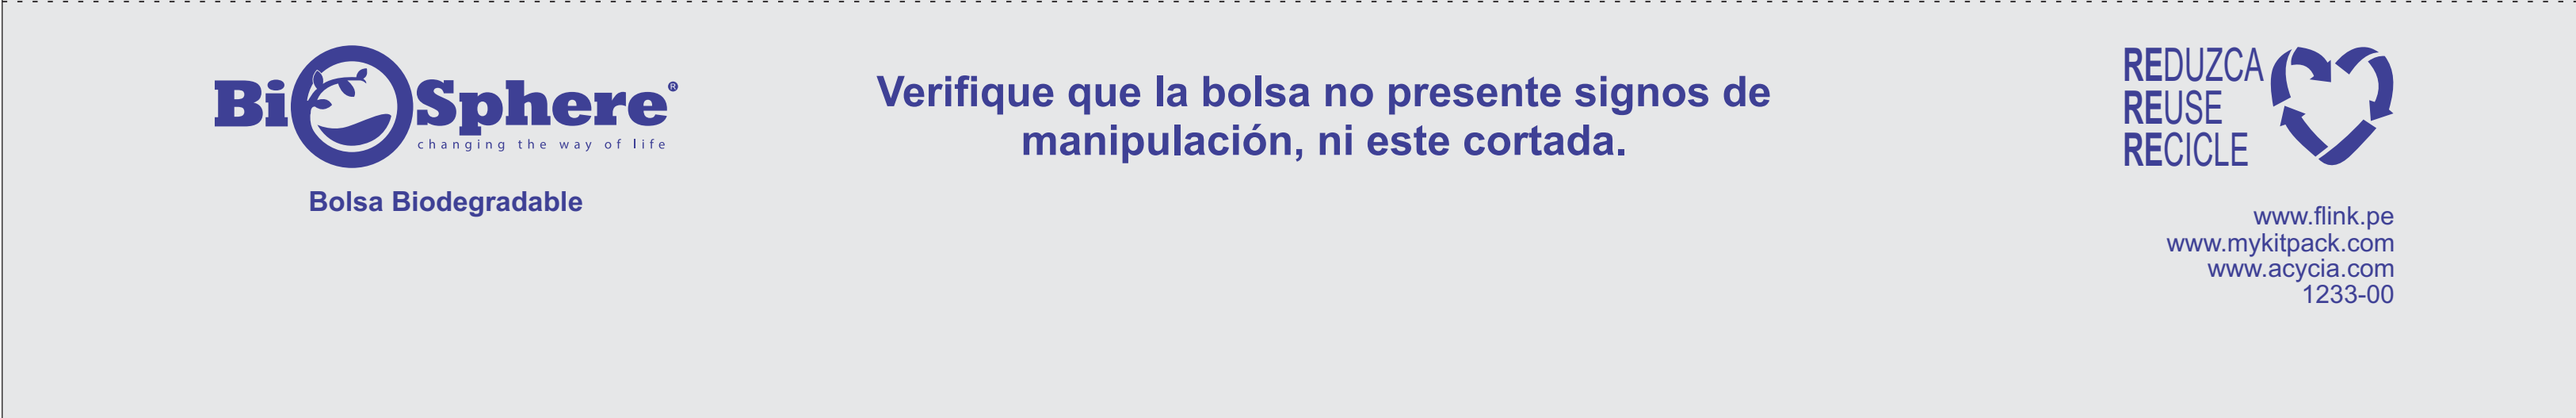 BiOSphere®
changing the way of life
Bolsa Biodegradable
Verifique que la bolsa no presente signos de
manipulación, ni este cortada.
REDUZCA
REUSE
RECICLE
www.flink.pe
www.mykitpack.com
www.acycia.com
1233-00